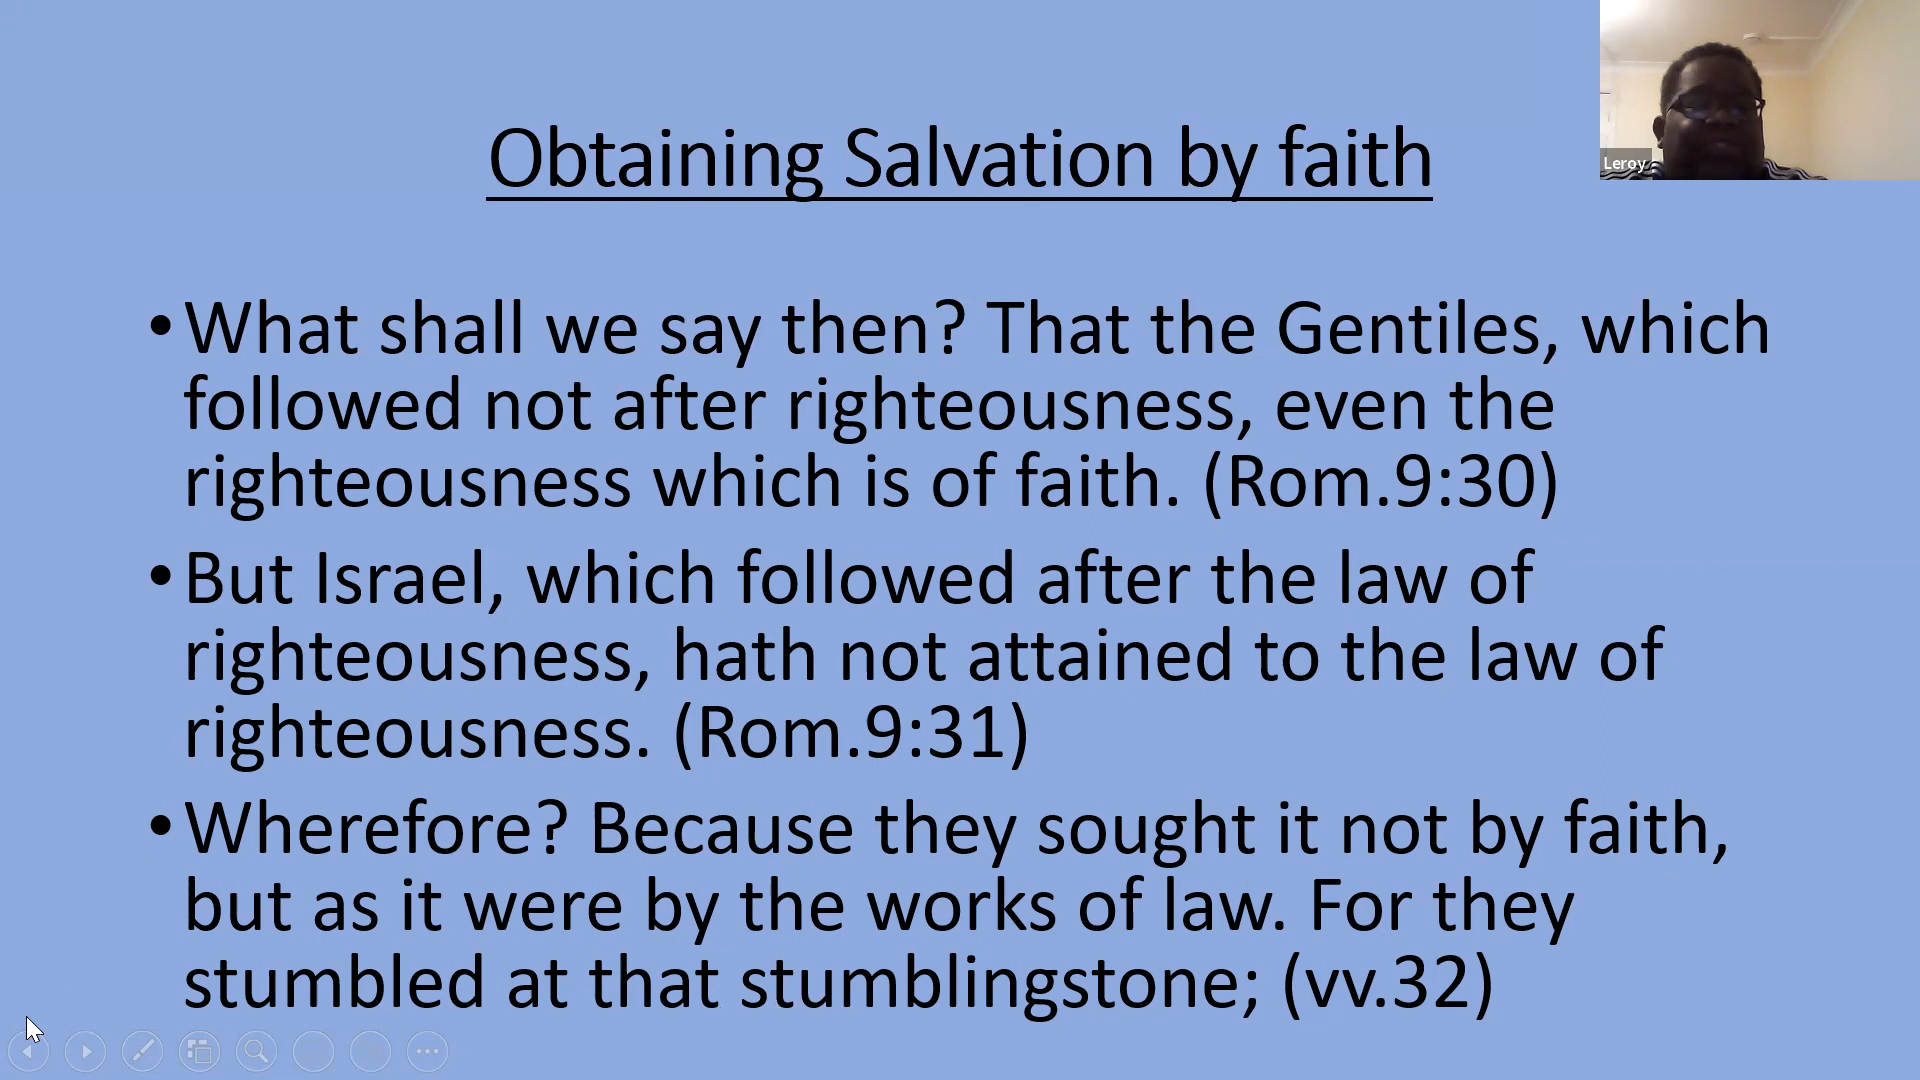 Obtaining Salvation by faith
Leroy
•What shall we say then? That the Gentiles, which
followed not after righteousness, even the
righteousness which is of faith. (Rom.9:30)
•But Israel, which followed after the law of
righteousness, hath not attained to the law of
righteousness. (Rom.9:31)
•Wherefore? Because they sought it not by faith,
but as it were by the works of law. For they
stumbled at that stumblingstone; (vv.32)